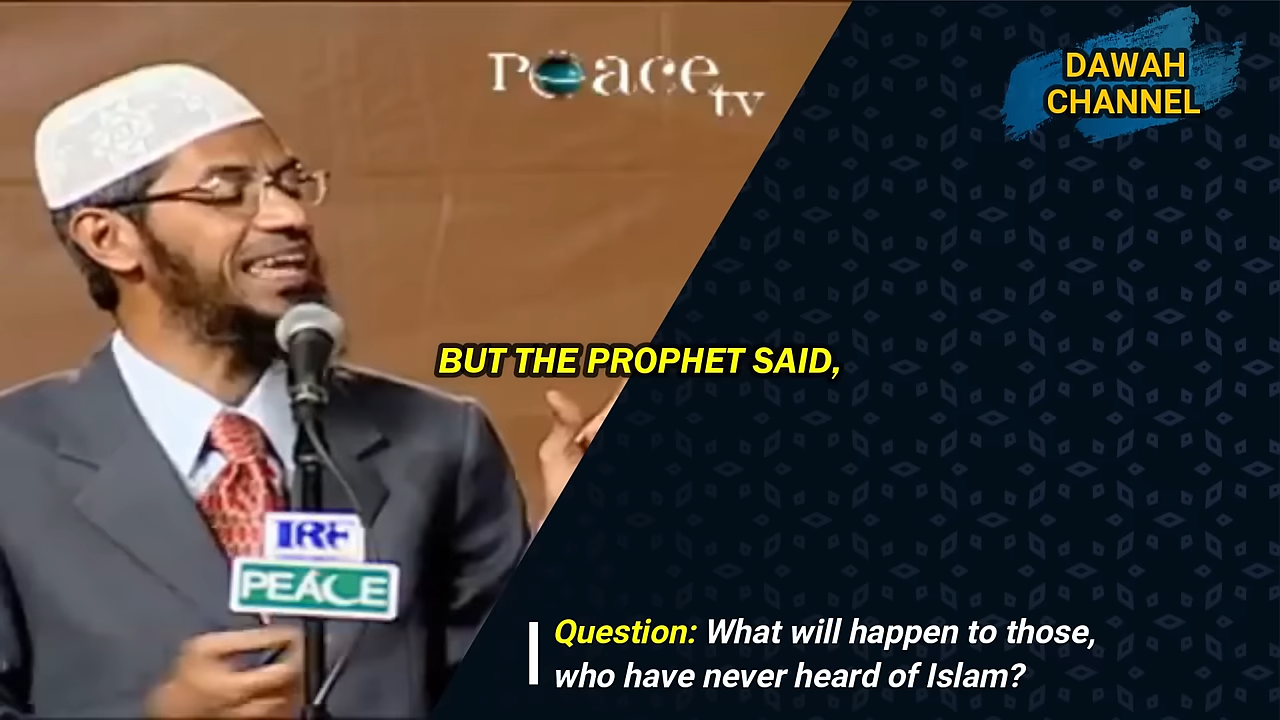 Peace tv
DAWAH
CHANNEL
BUT THE PROPHET SAID,
IRF
PEACE
Question: What will happen to those,
who have never heard of Islam?